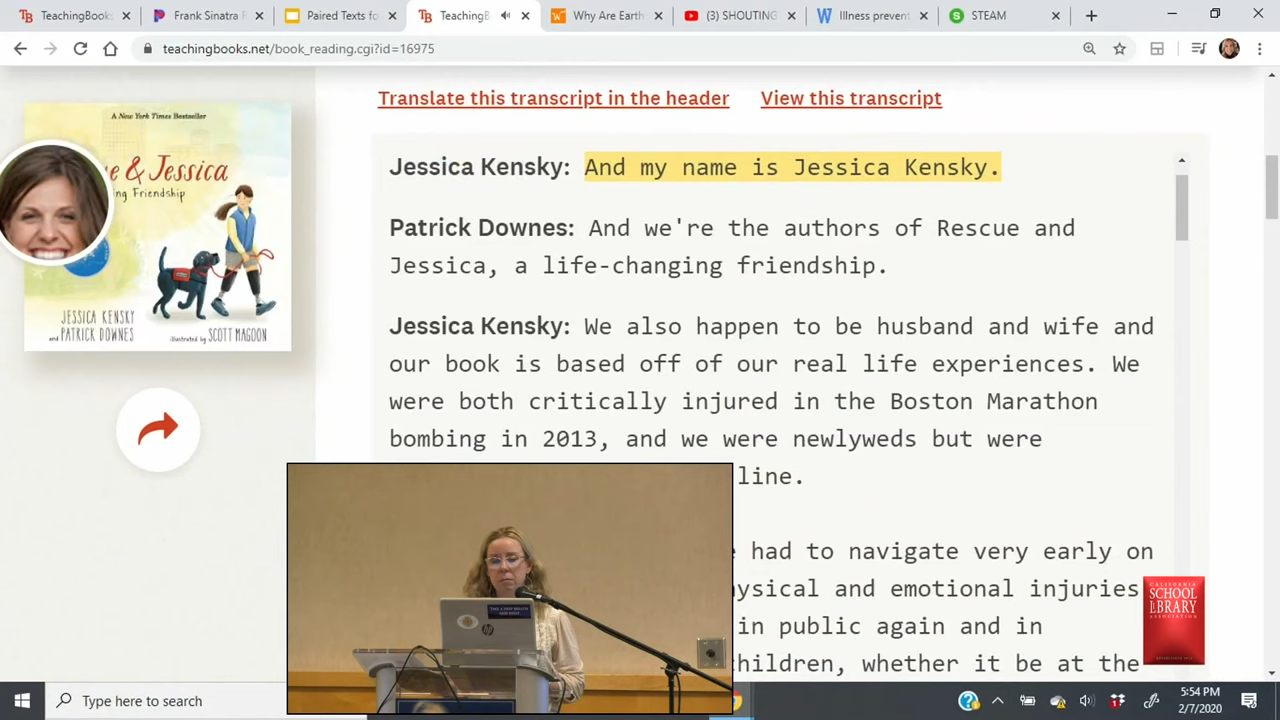 TeachingBooks
Frank Sinatra
Paired Texts fo
TeachingB
Why Are Earth
(3) SHOUTING
Illness prevent
STEAM
teachingbooks.net/book_reading.cgi?id=16975
Translate this transcript in the header
View this transcript
A New York Times Bestseller
e & Jessica
ing Friendship
JESSICA KENSKY
and PATRICK DOWNES
illustrated by SCOTT MAGOON
Jessica Kensky: And my name is Jessica Kensky.
Patrick Downes: And we're the authors of Rescue and
Jessica, a life-changing friendship.
Jessica Kensky: We also happen to be husband and wife and
our book is based off of our real life experiences. We
were both critically injured in the Boston Marathon
bombing in 2013, and we were newlyweds but were
line.
had to navigate very early on
ysical and emotional injuries
in public again and in
children, whether it be at the
CALIFORNIA
SCHOOL
LIBRARY
ASSOCIATION
hp
Type here to search
5:54 PM
2/7/2020